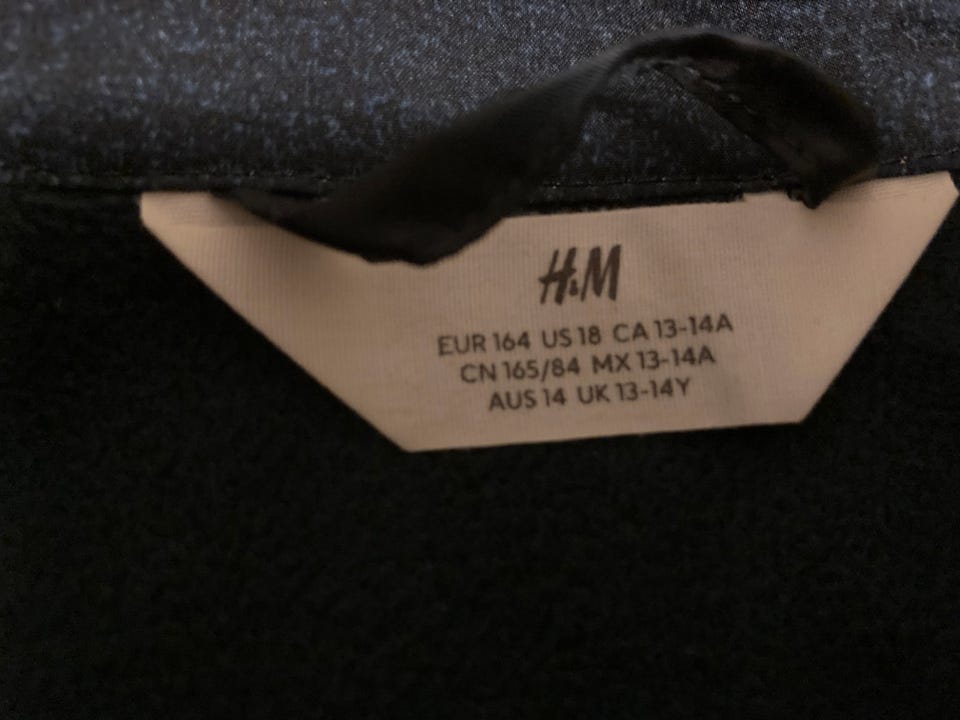 H&M
EUR 164 US 18 CA 13-14A
CN 165/84 MX 13-14A
AUS 14 UK 13-14Y